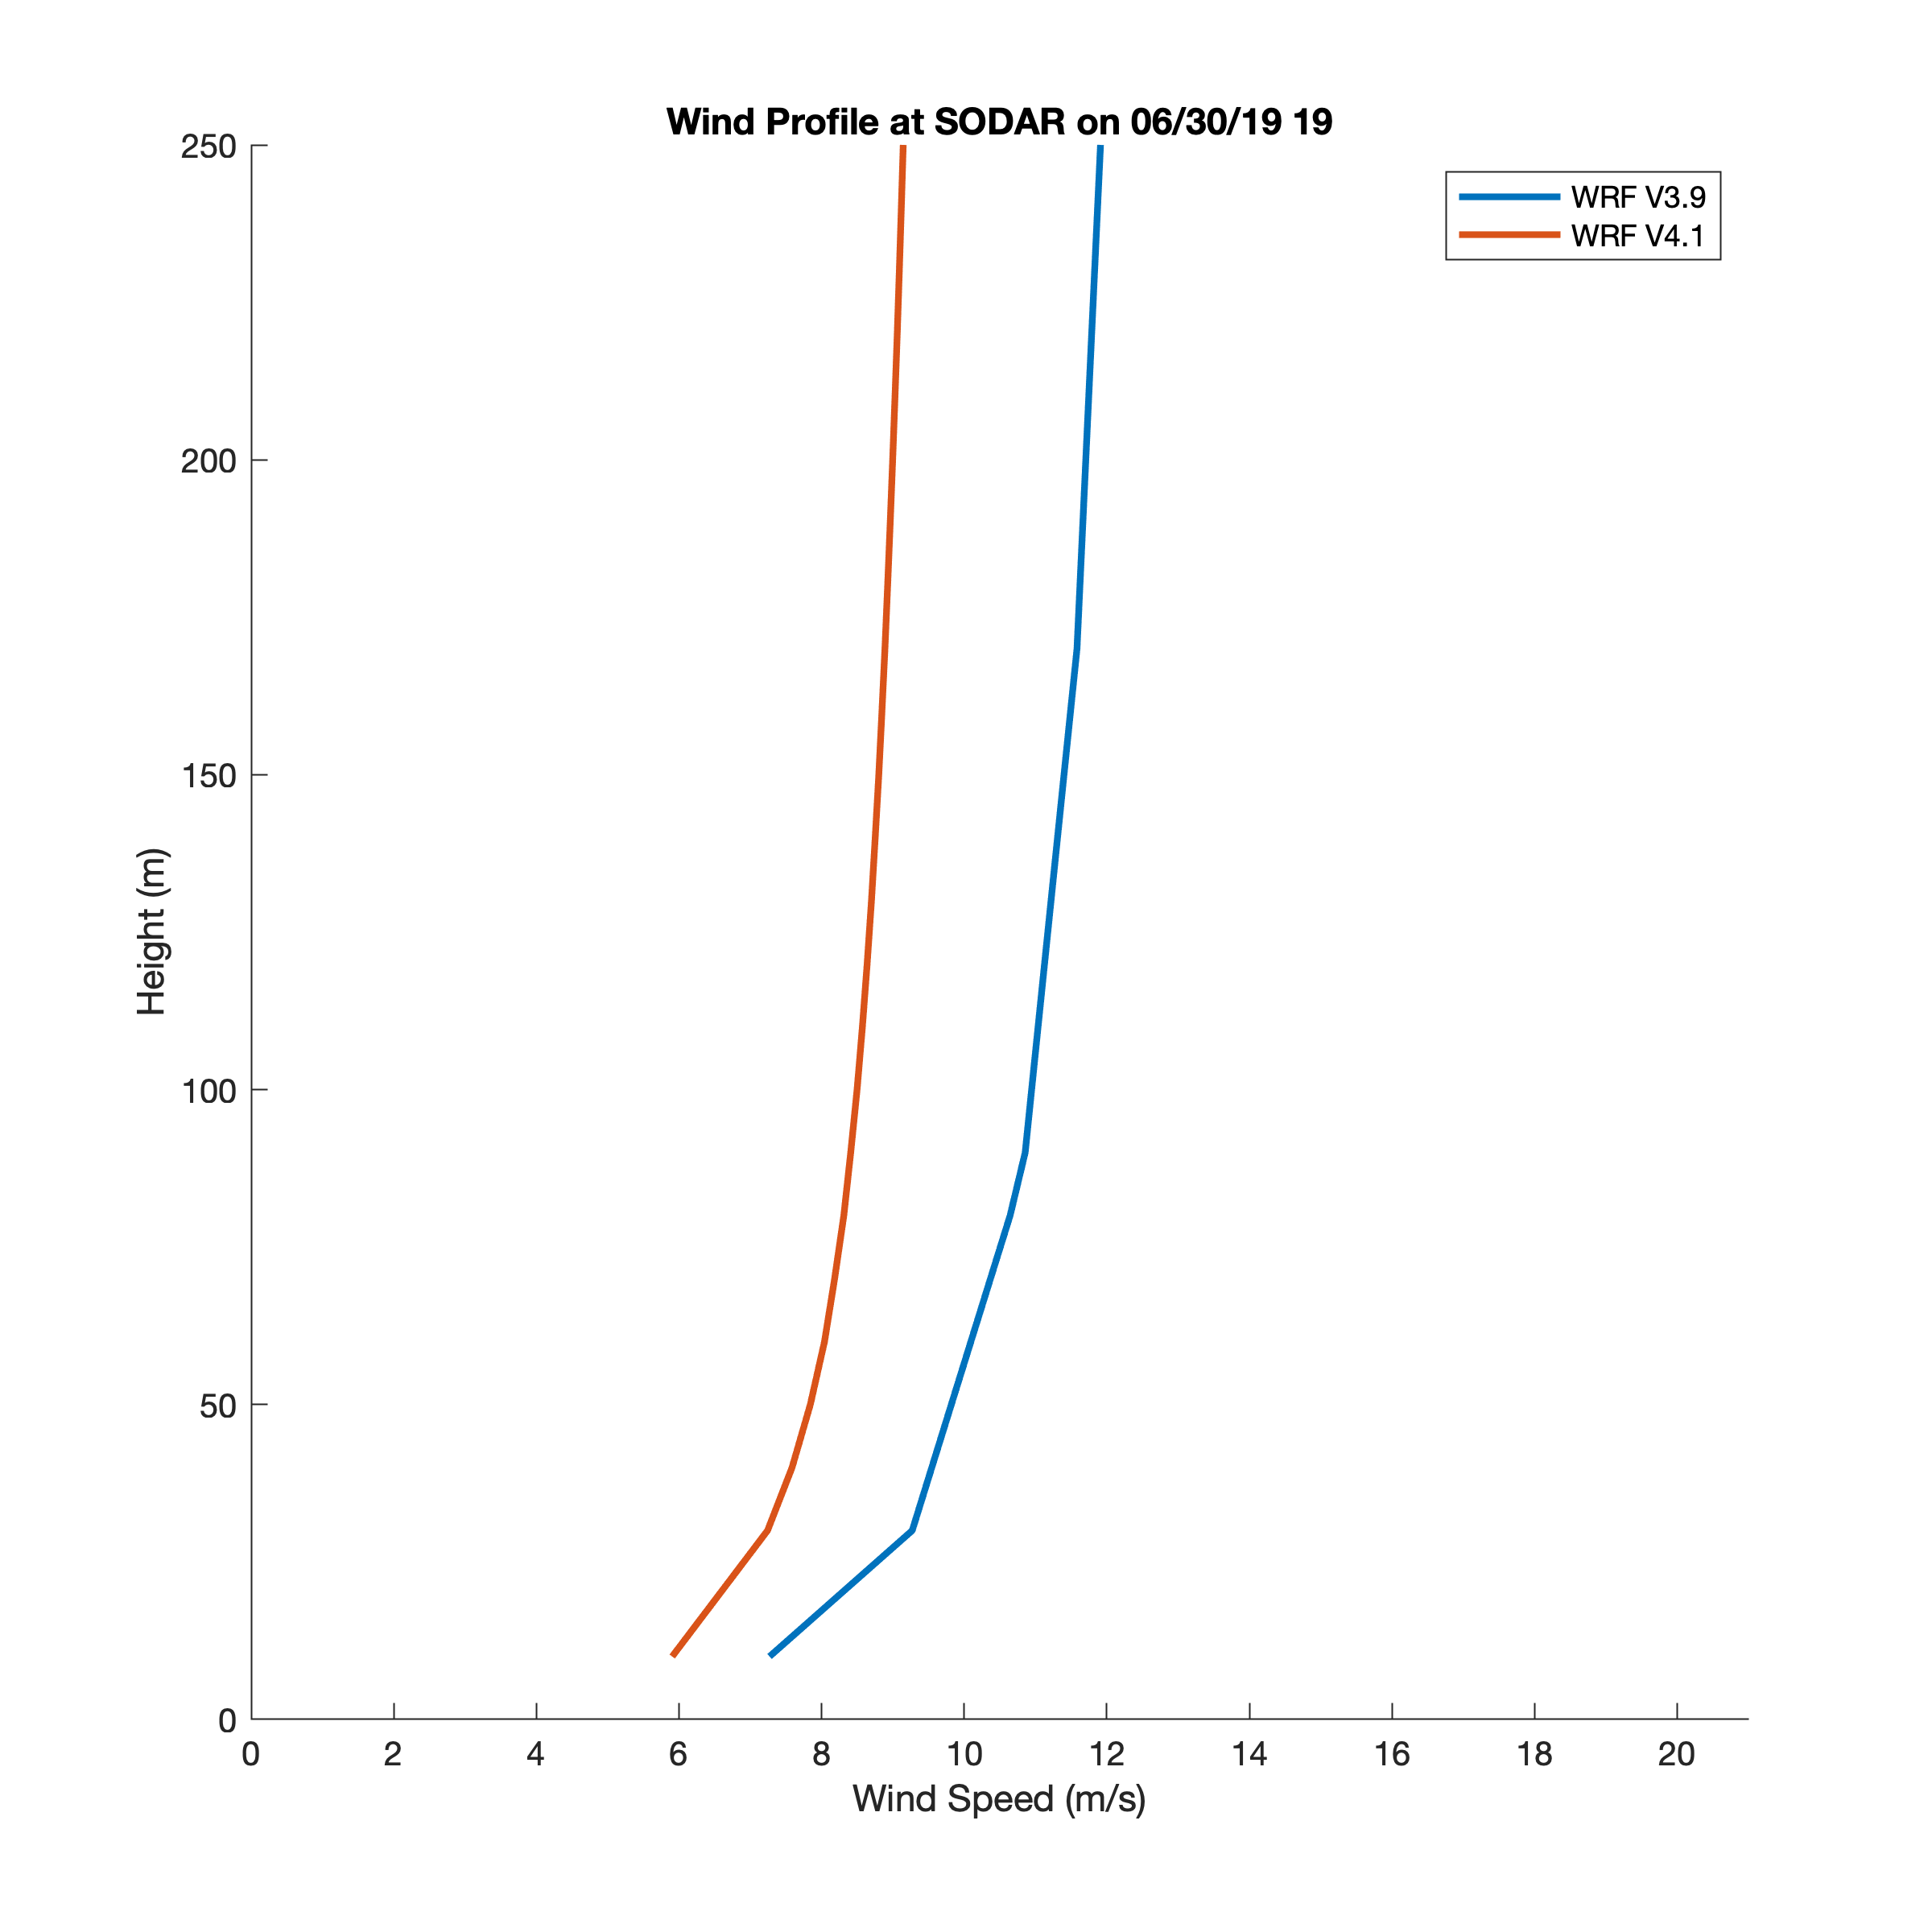 Wind Profile at SODAR on 06/30/19 19
WRF V3.9
WRF V4.1
250
200
150
100
50
0
Height (m)
0 2 4 6 8 10 12 14 16 18 20
Wind Speed (m/s)